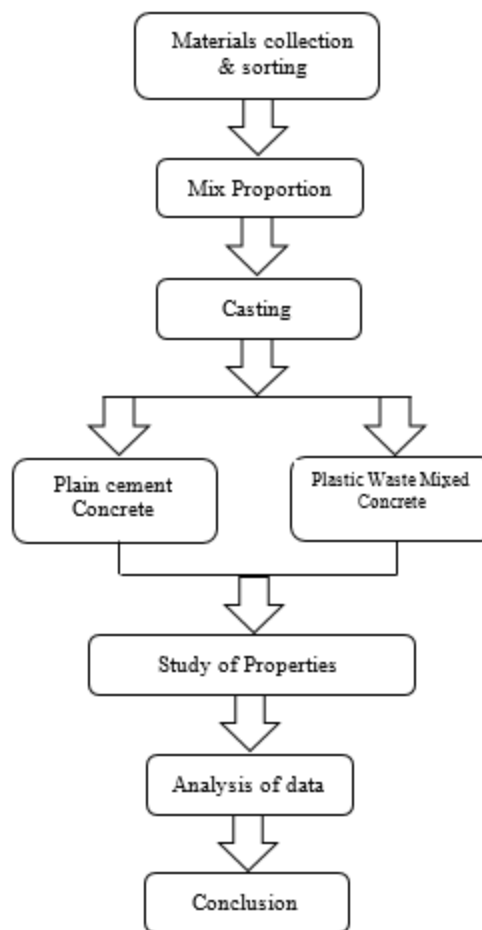 Materials collection
& sorting
Mix Proportion
Casting
Plain cement
Concrete
Plastic Waste Mixed
Concrete
Study of Properties
Analysis of data
Conclusion